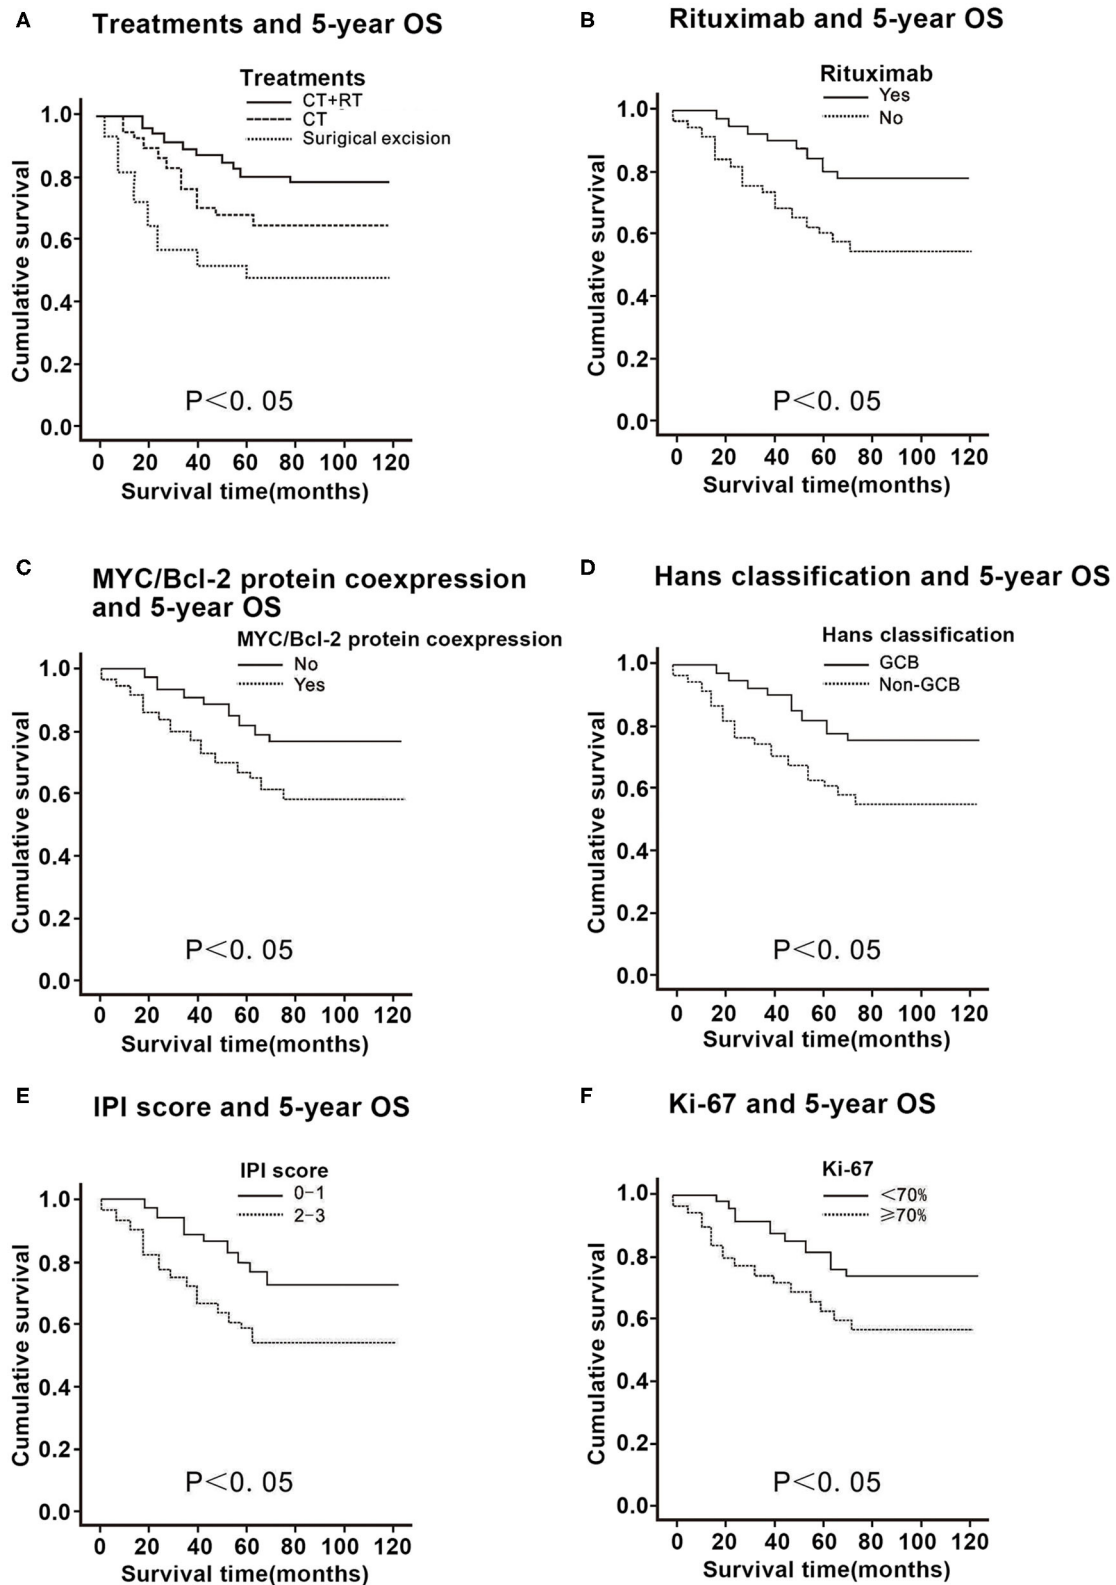 A
Treatments and 5-year OS
Treatments
CT+RT
CT
Surigical excision
1.0
0.8
0.6
0.4
0.2
0.0
Cumulative survival
P<0.05
0 20 40 60 80 100 120
Survival time(months)
B
Rituximab and 5-year OS
Rituximab
Yes
No
1.0
0.8
0.6
0.4
0.2
0.0
Cumulative survival
P<0.05
0 20 40 60 80 100 120
Survival time(months)
C
MYC/Bcl-2 protein coexpression
and 5-year OS
MYC/Bcl-2 protein coexpression
No
Yes
1.0
0.8
0.6
0.4
0.2
0.0
Cumulative survival
P<0.05
0 20 40 60 80 100 120
Survival time(months)
D
Hans classification and 5-year OS
Hans classification
GCB
Non-GCB
1.0
0.8
0.6
0.4
0.2
0.0
Cumulative survival
P<0.05
0 20 40 60 80 100 120
Survival time(months)
E
IPI score and 5-year OS
IPI score
0-1
2-3
1.0
0.8
0.6
0.4
0.2
0.0
Cumulative survival
P<0.05
0 20 40 60 80 100 120
Survival time(months)
F
Ki-67 and 5-year OS
Ki-67
<70%
≥70%
1.0
0.8
0.6
0.4
0.2
0.0
Cumulative survival
P<0.05
0 20 40 60 80 100 120
Survival time(months)